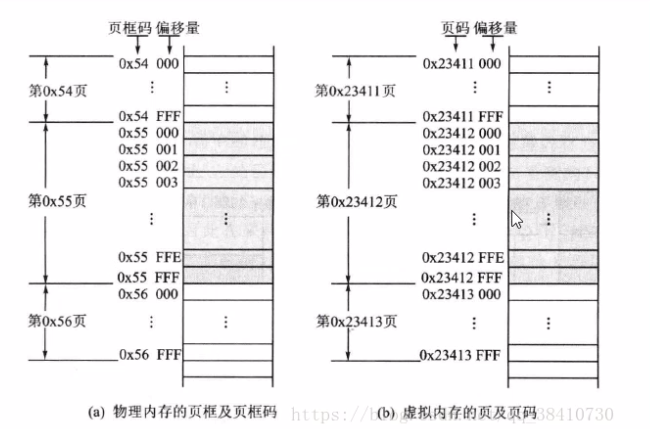 页框码 偏移量
0x54 000
第0x54页
0x54 FFF
0x55 000
0x55 001
0x55 002
0x55 003
第0x55页
0x55 FFE
0x55 FFF
0x56 000
第0x56页
0x56 FFF
(a) 物理内存的页框及页框码
页码 偏移量
0x23411 000
第0x23411页
0x23411 FFF
0x23412 000
0x23412 001
0x23412 002
0x23412 003
第0x23412页
0x23412 FFE
0x23412 FFF
0x23413 000
第0x23413页
0x23413 FFF
(b) 虚拟内存的页及页码